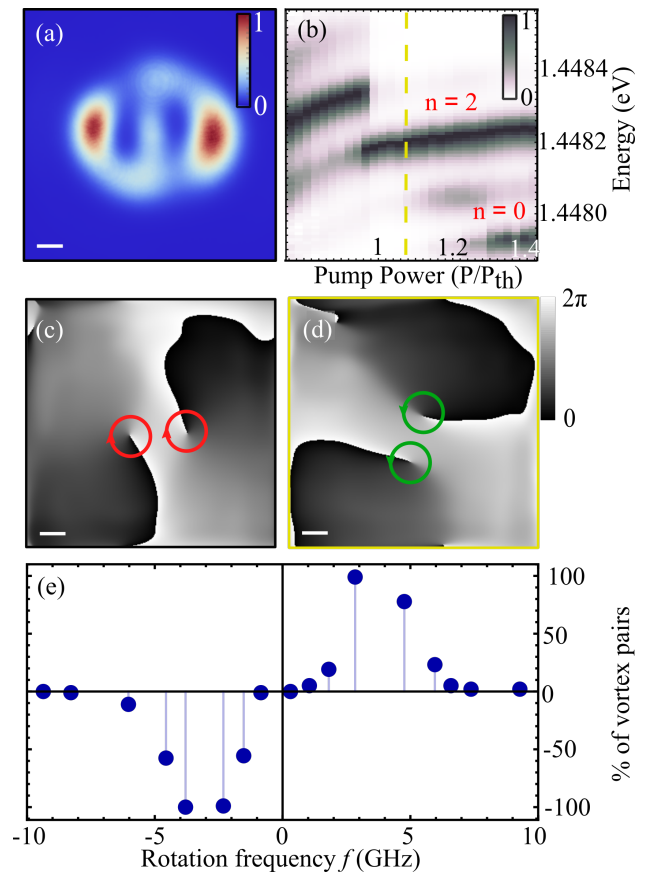 (a)
1
0
(b)
1
0
n = 2
n = 0
1.4484
1.4482
1.4480
Energy (eV)
1
1.2
1.4
Pump Power (P/Pth)
(c)
(d)
2π
0
(e)
100
50
0
-50
-100
% of vortex pairs
-10
-5
0
5
10
Rotation frequency f (GHz)